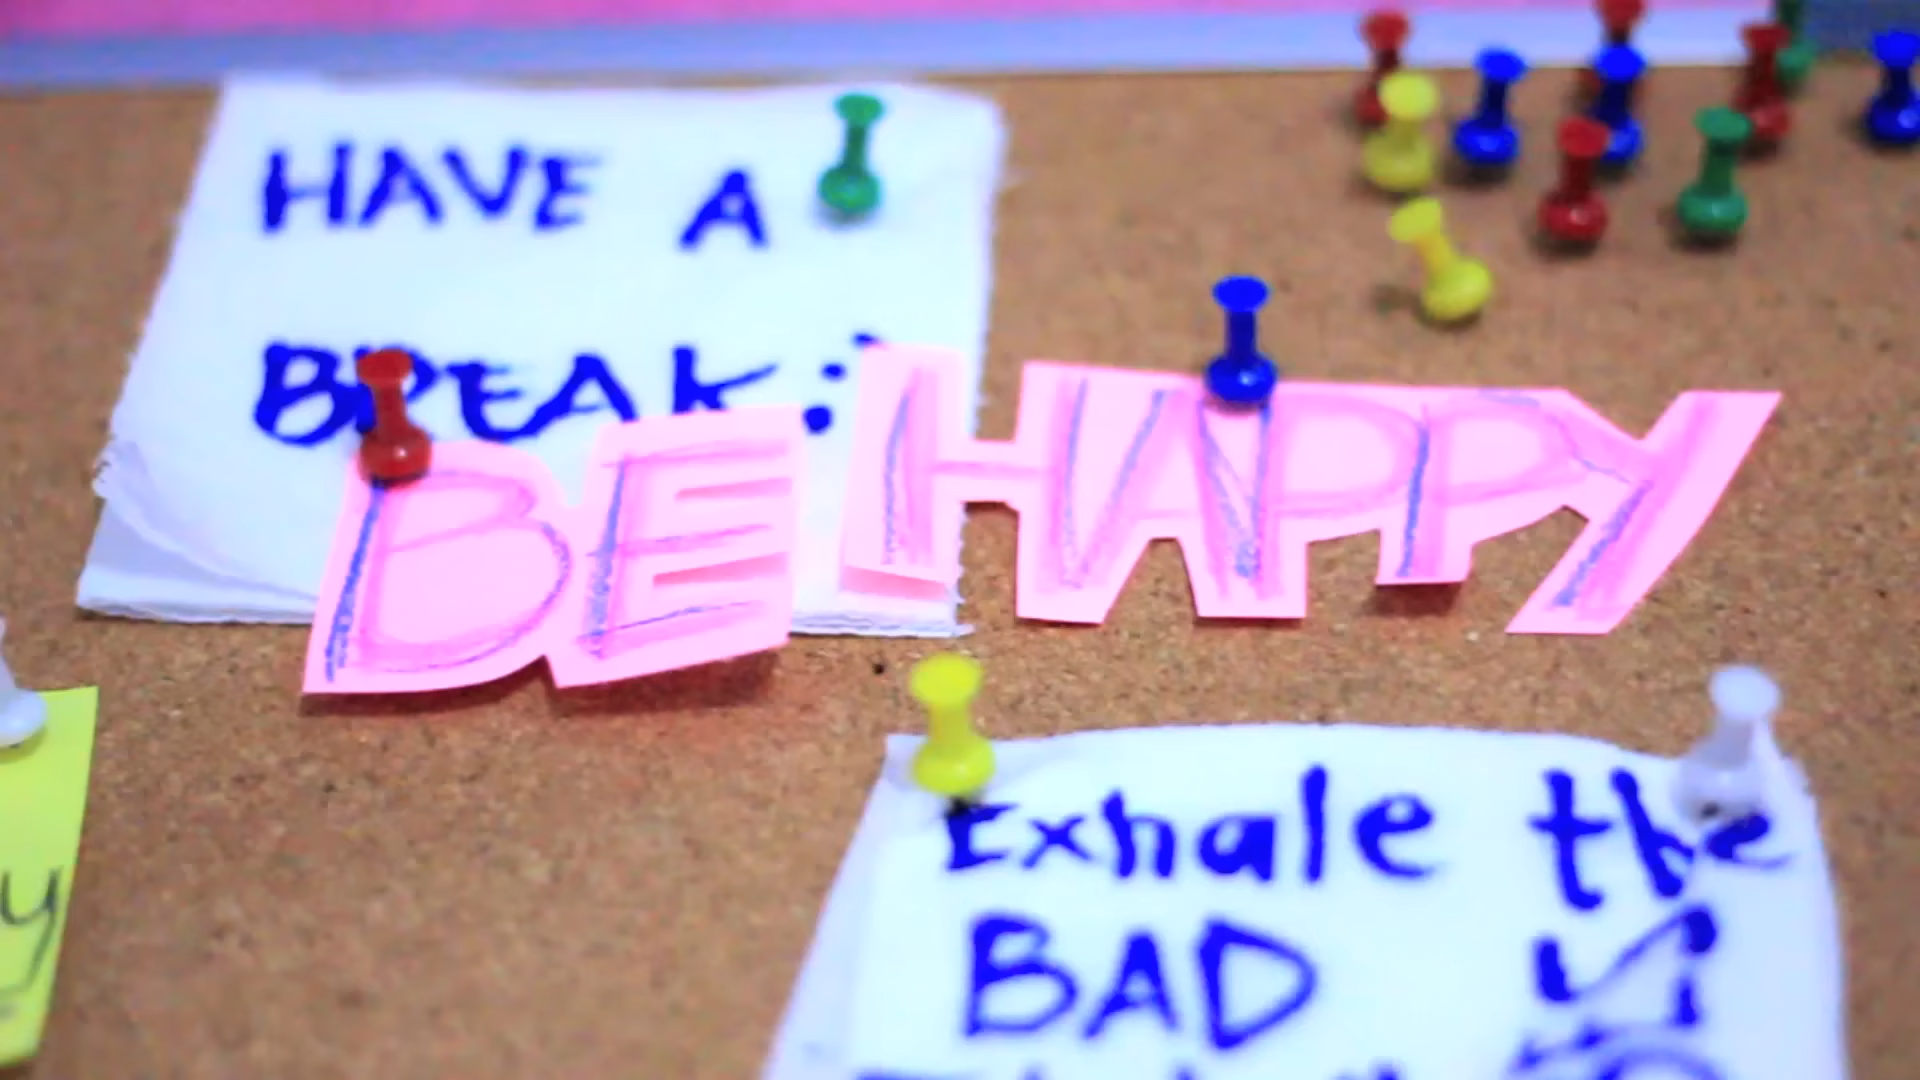 HAVE A
BREAK:
BE HAPPY
Exhale the
BAD
y